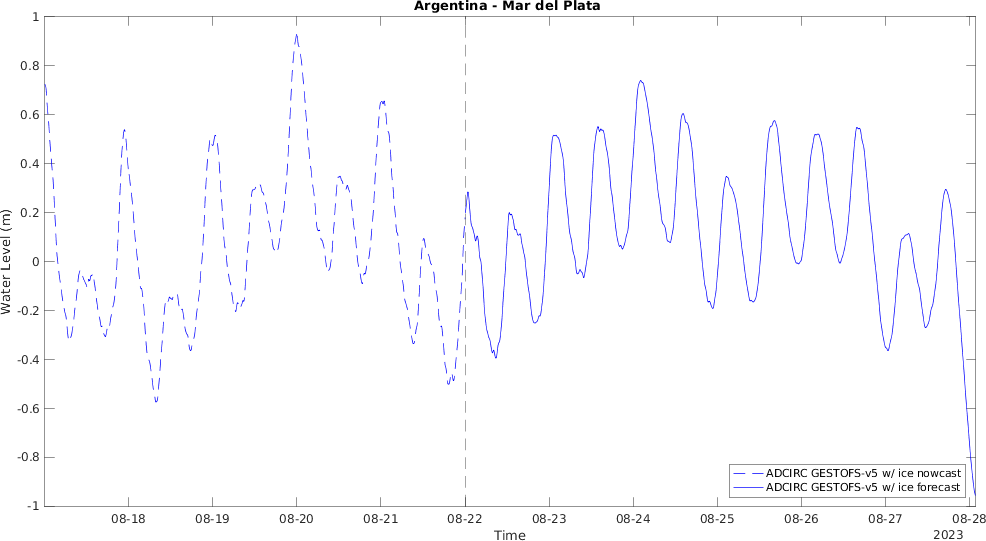 Argentina - Mar del Plata
1
0.8
0.6
0.4
0.2
0
-0.2
-0.4
-0.6
-0.8
-1
Water Level (m)
ADCIRC GESTOFS-v5 w/ ice nowcast
ADCIRC GESTOFS-v5 w/ ice forecast
08-18 08-19 08-20 08-21 08-22 08-23 08-24 08-25 08-26 08-27 08-28
Time
2023